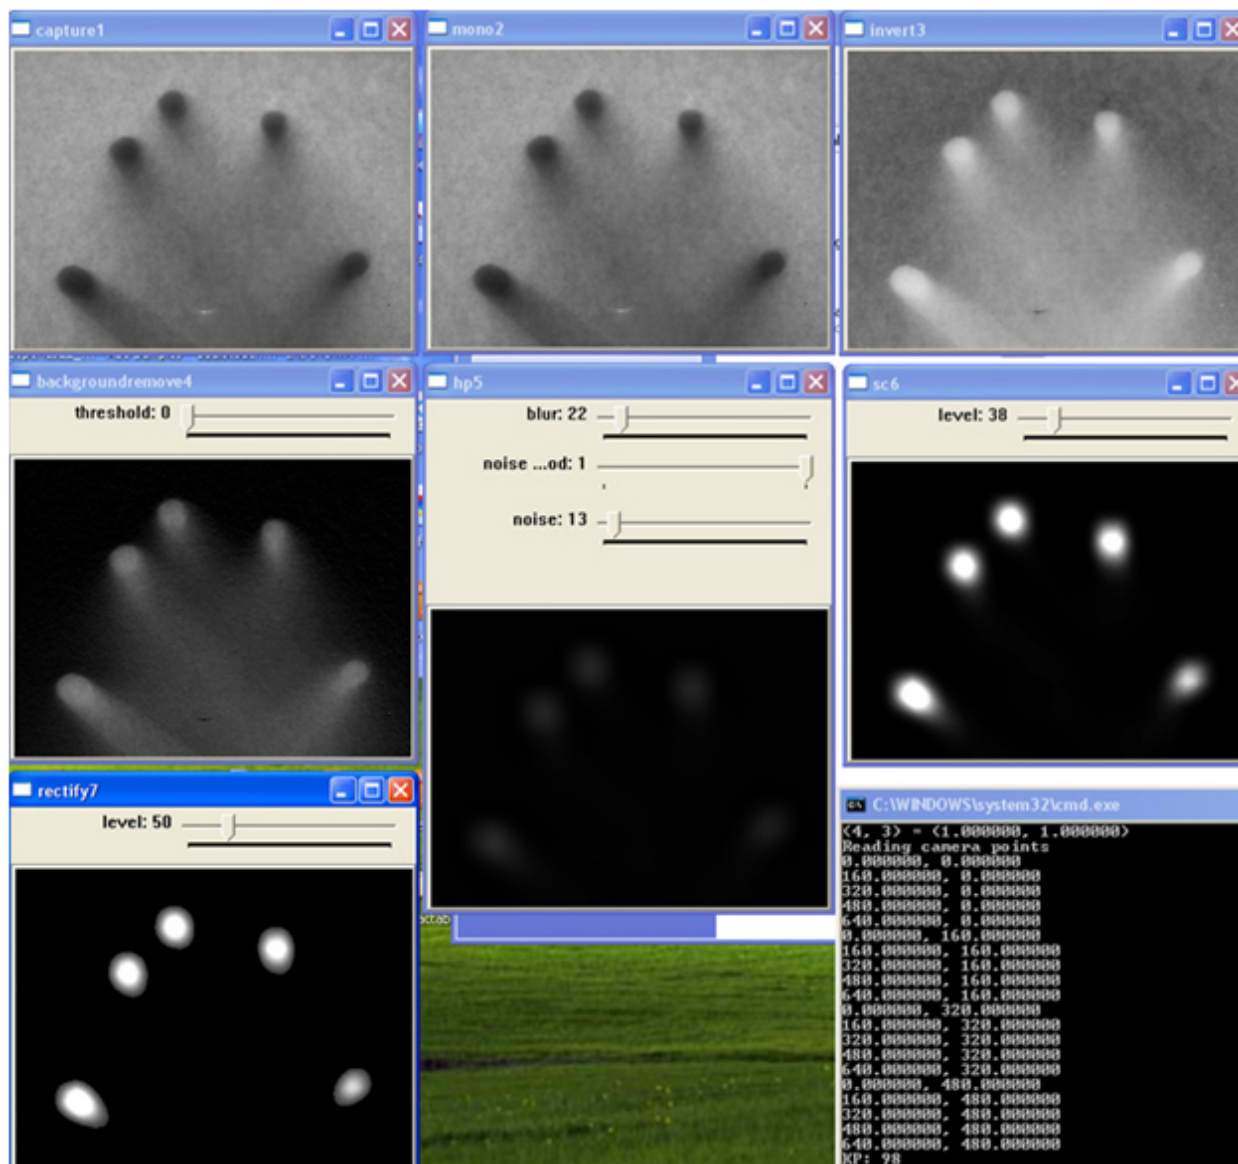 capture1
mono2
invert3
backgroundremove4
threshold: 0
hp5
blur: 22
noise ...od: 1
noise: 13
sc6
level: 38
rectify7
level: 50
C:\WINDOWS\system32\cmd.exe
(4, 3) = (1.000000, 1.000000)
Reading camera points
0.000000, 0.000000
160.000000, 0.000000
320.000000, 0.000000
480.000000, 0.000000
640.000000, 0.000000
0.000000, 160.000000
160.000000, 160.000000
320.000000, 160.000000
480.000000, 160.000000
640.000000, 160.000000
0.000000, 320.000000
160.000000, 320.000000
320.000000, 320.000000
480.000000, 320.000000
640.000000, 320.000000
0.000000, 480.000000
160.000000, 480.000000
320.000000, 480.000000
480.000000, 480.000000
640.000000, 480.000000
XP: 98